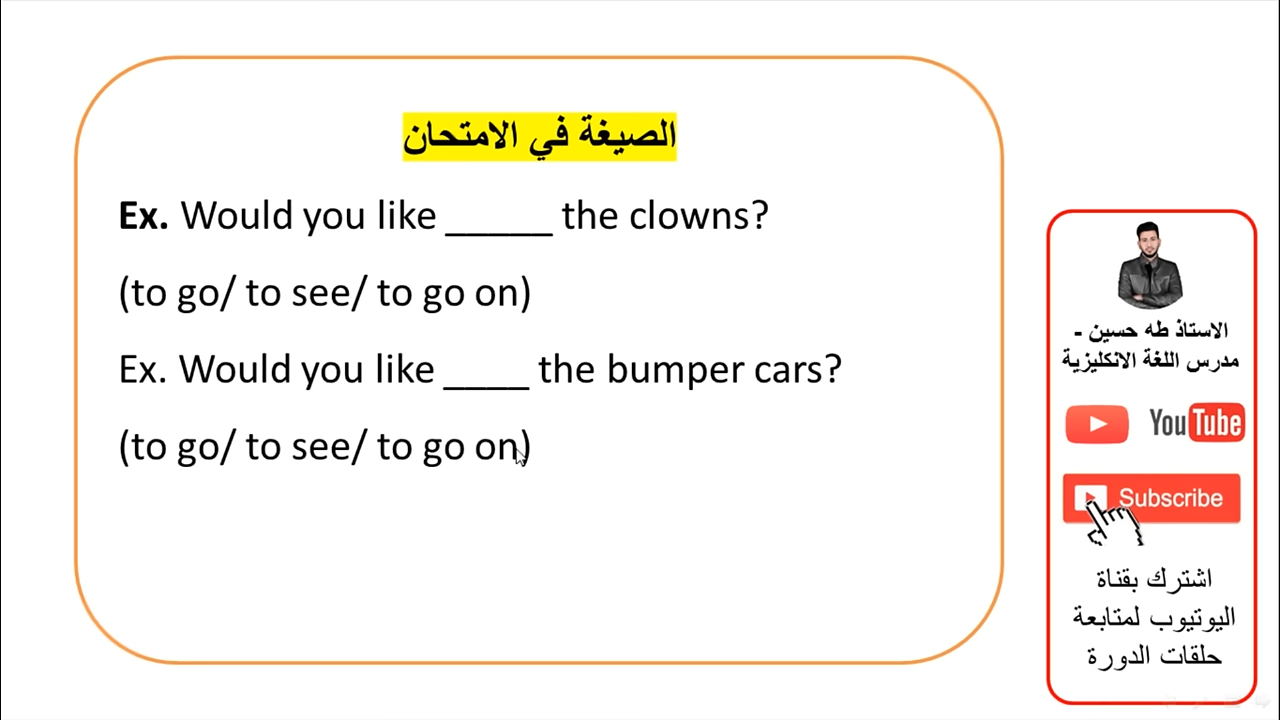 الصيغة في الامتحان
Ex. Would you like _____ the clowns?
(to go/ to see/ to go on)
Ex. Would you like ____ the bumper cars?
(to go/ to see/ to go on)
الاستاذ طه حسين -
مدرس اللغة الانكليزية
YouTube
Subscribe
اشترك بقناة
اليوتيوب لمتابعة
حلقات الدورة